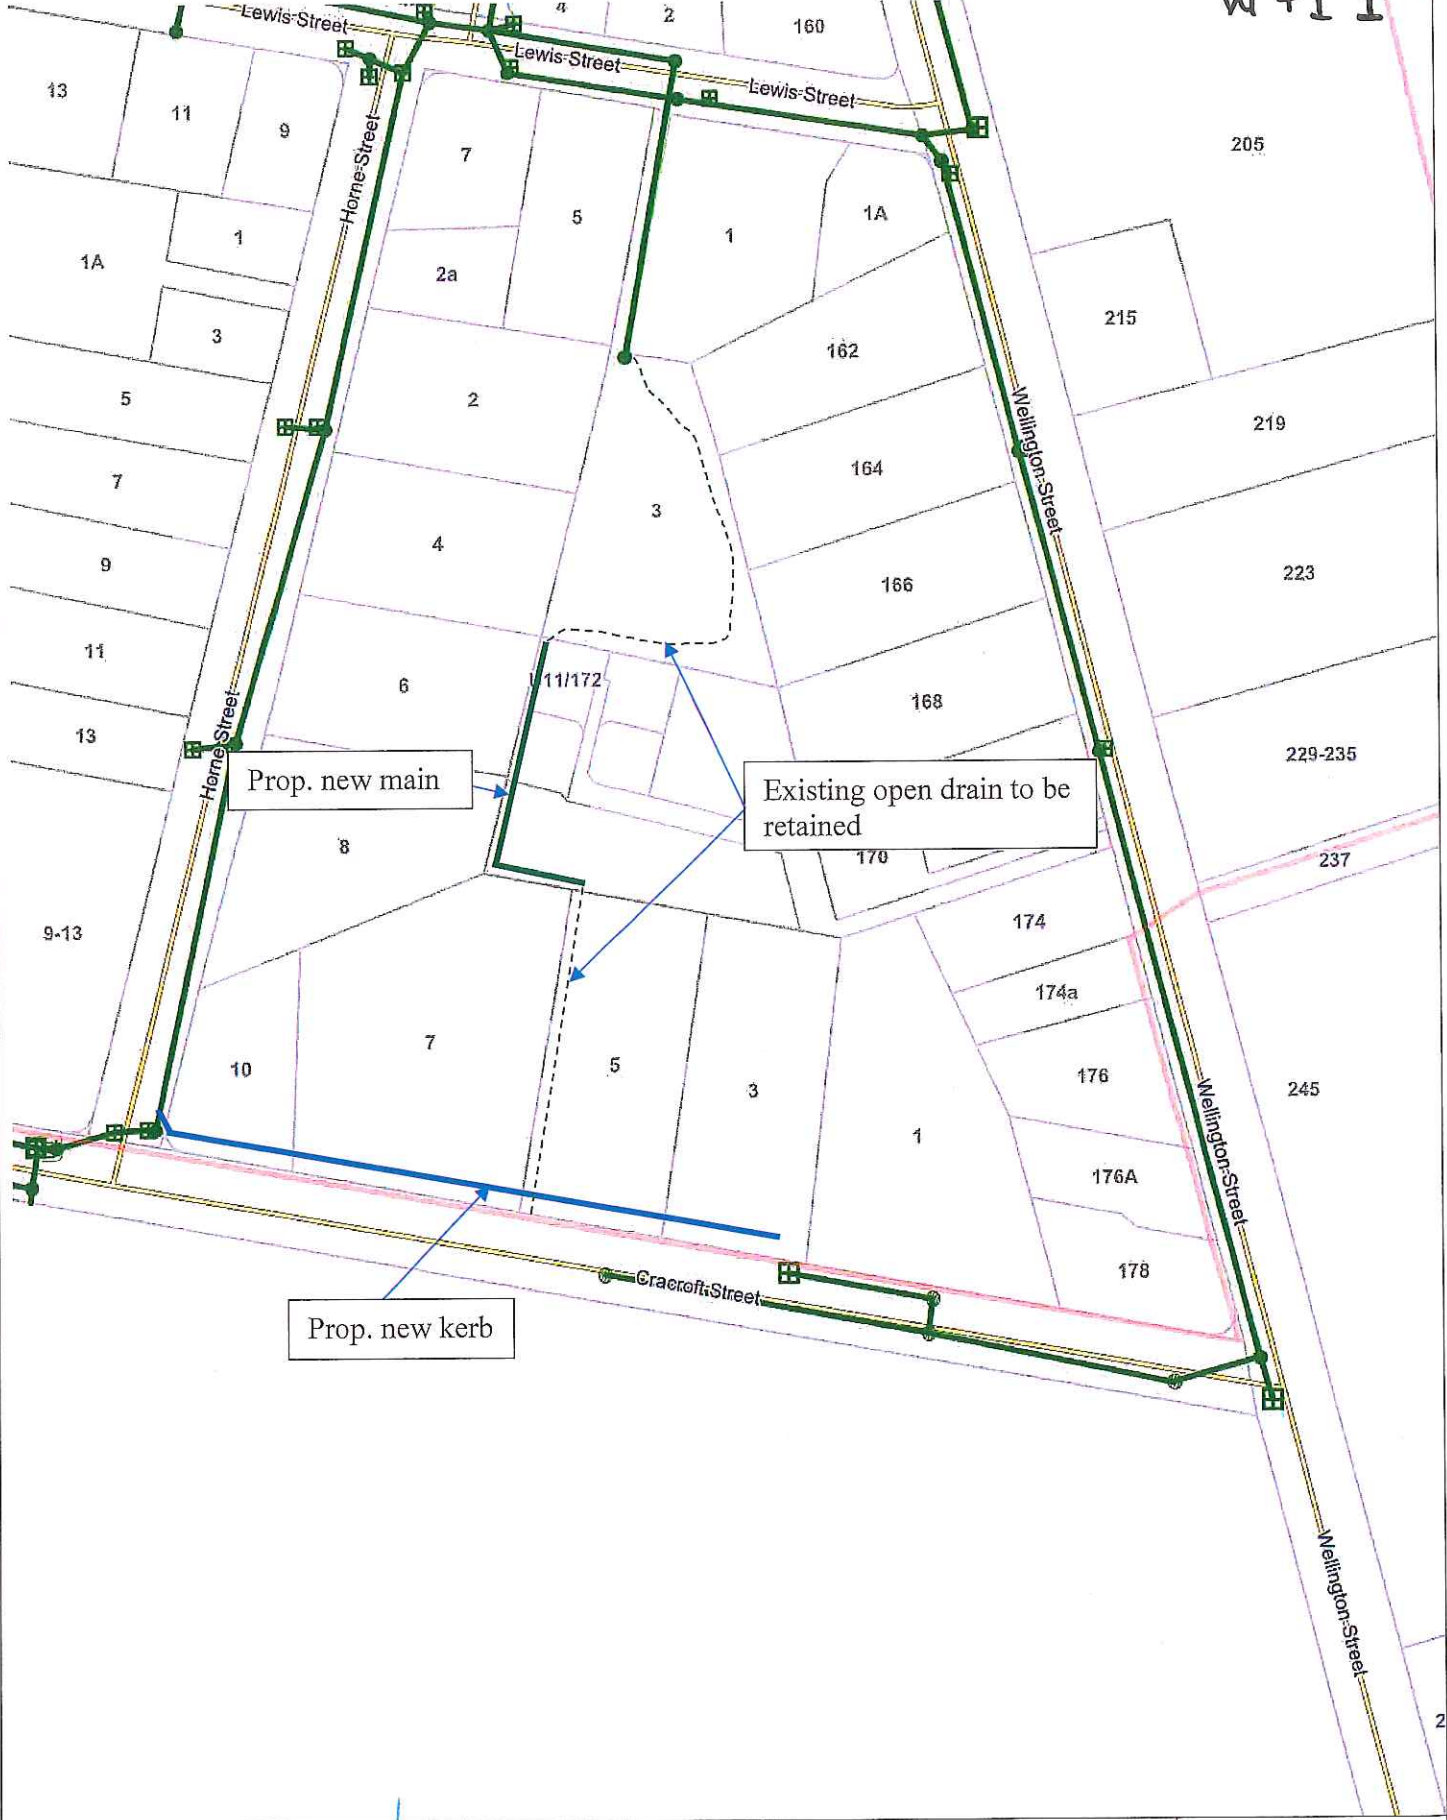 Lewis Street
4
2
160
Lewis Street
Lewis Street
13
11
9
Horne Street
7
5
1
1A
205
1
2a
1A
3
162
215
5
2
Wellington Street
219
164
7
4
3
9
166
223
11
6
11/172
168
13
Horne Street
229-235
Prop. new main
Existing open drain to be
retained
8
170
237
9-13
174
174a
7
10
5
3
176
245
1
Wellington Street
176A
178
Cracroft Street
Prop. new kerb
Wellington Street
2